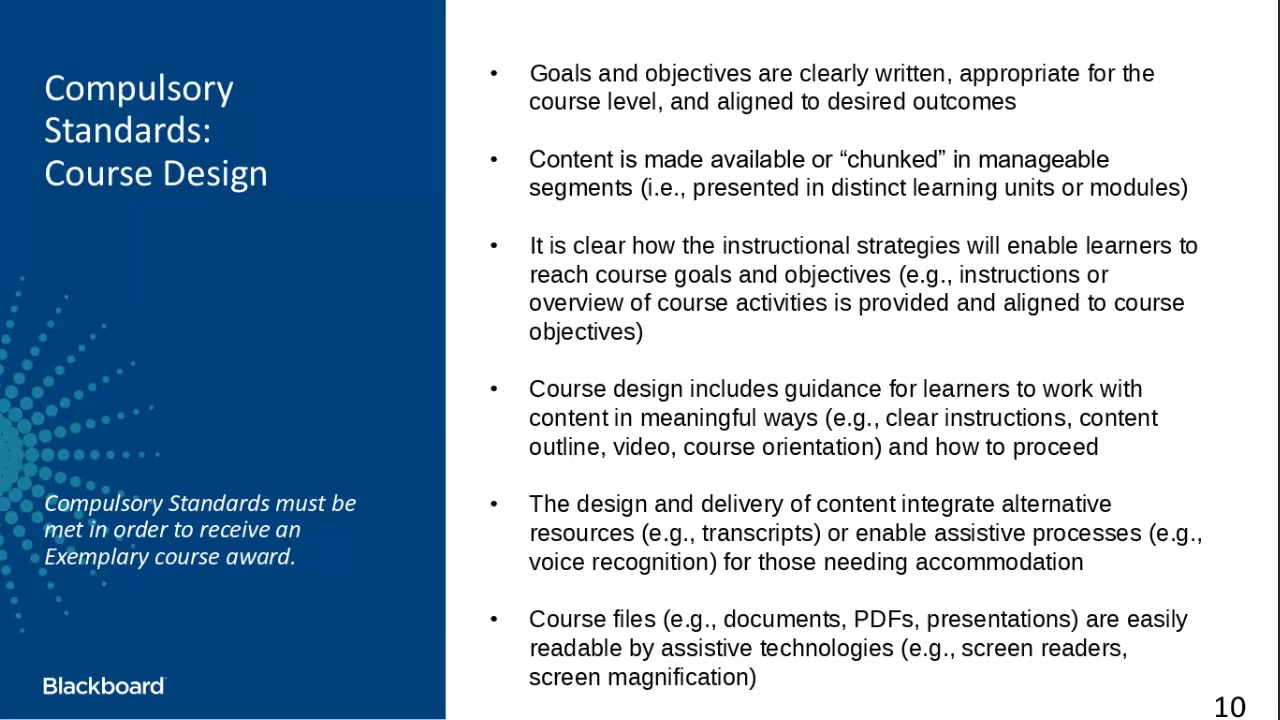 Compulsory
Standards:
Course Design
Compulsory Standards must be
met in order to receive an
Exemplary course award.
Blackboard
• Goals and objectives are clearly written, appropriate for the
course level, and aligned to desired outcomes
• Content is made available or “chunked” in manageable
segments (i.e., presented in distinct learning units or modules)
• It is clear how the instructional strategies will enable learners to
reach course goals and objectives (e.g., instructions or
overview of course activities is provided and aligned to course
objectives)
• Course design includes guidance for learners to work with
content in meaningful ways (e.g., clear instructions, content
outline, video, course orientation) and how to proceed
• The design and delivery of content integrate alternative
resources (e.g., transcripts) or enable assistive processes (e.g.,
voice recognition) for those needing accommodation
• Course files (e.g., documents, PDFs, presentations) are easily
readable by assistive technologies (e.g., screen readers,
screen magnification)
10